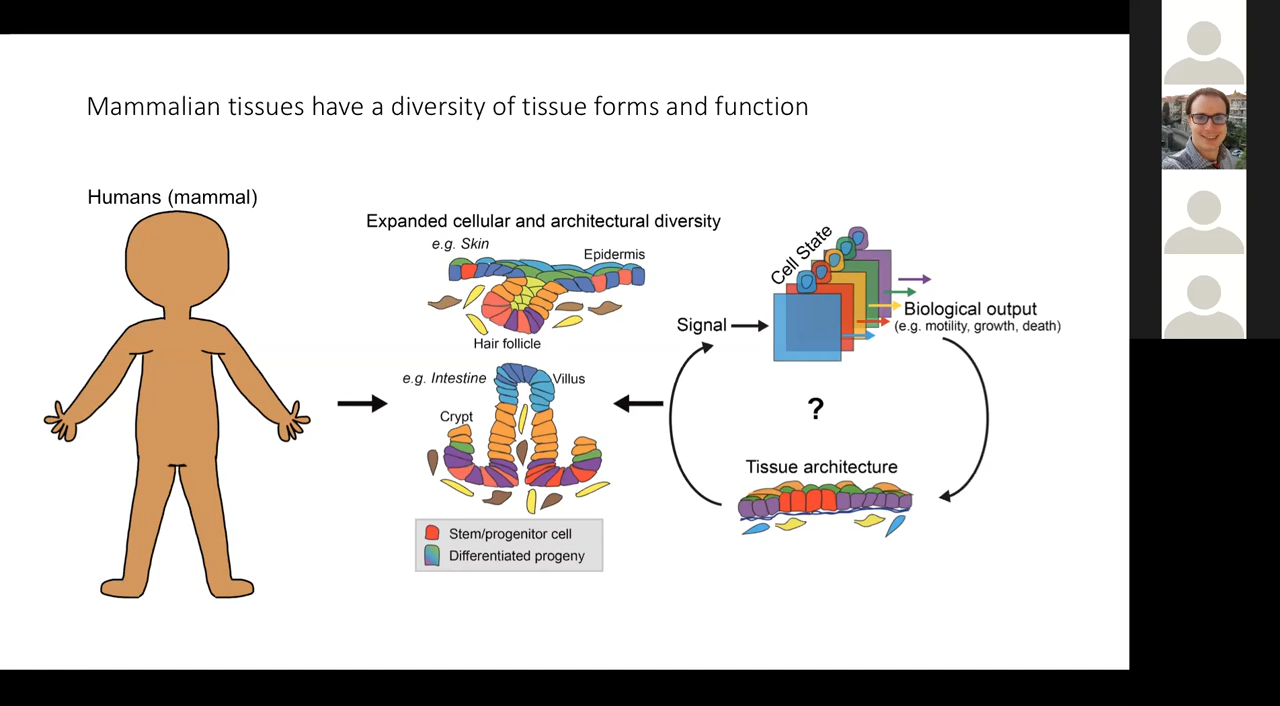 Mammalian tissues have a diversity of tissue forms and function
Humans (mammal)
Expanded cellular and architectural diversity
e.g. Skin
Epidermis
Hair follicle
e.g. Intestine
Villus
Crypt
Stem/progenitor cell
Differentiated progeny
Cell State
Signal
Biological output
(e.g. motility, growth, death)
?
Tissue architecture